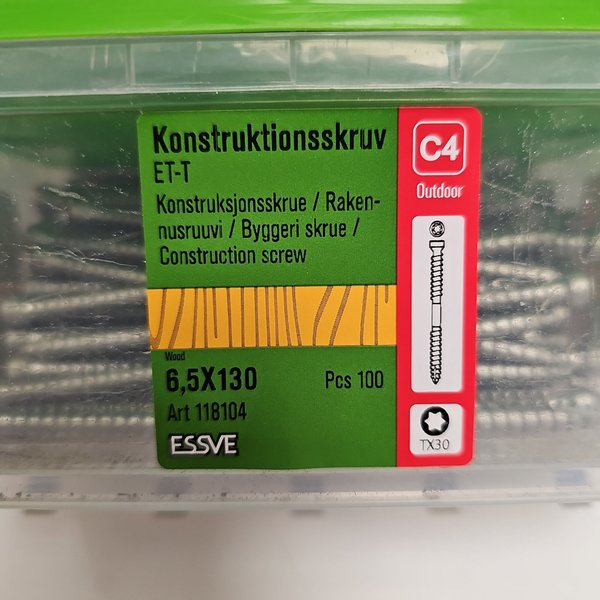 Konstruktionsskruv
ET-T
Konstruksjonsskrue / Raken-
nusruuvi / Byggeri skrue /
Construction screw
Wood
6,5X130 Pcs 100
Art 118104
ESSVE
C4
Outdoor
TX30